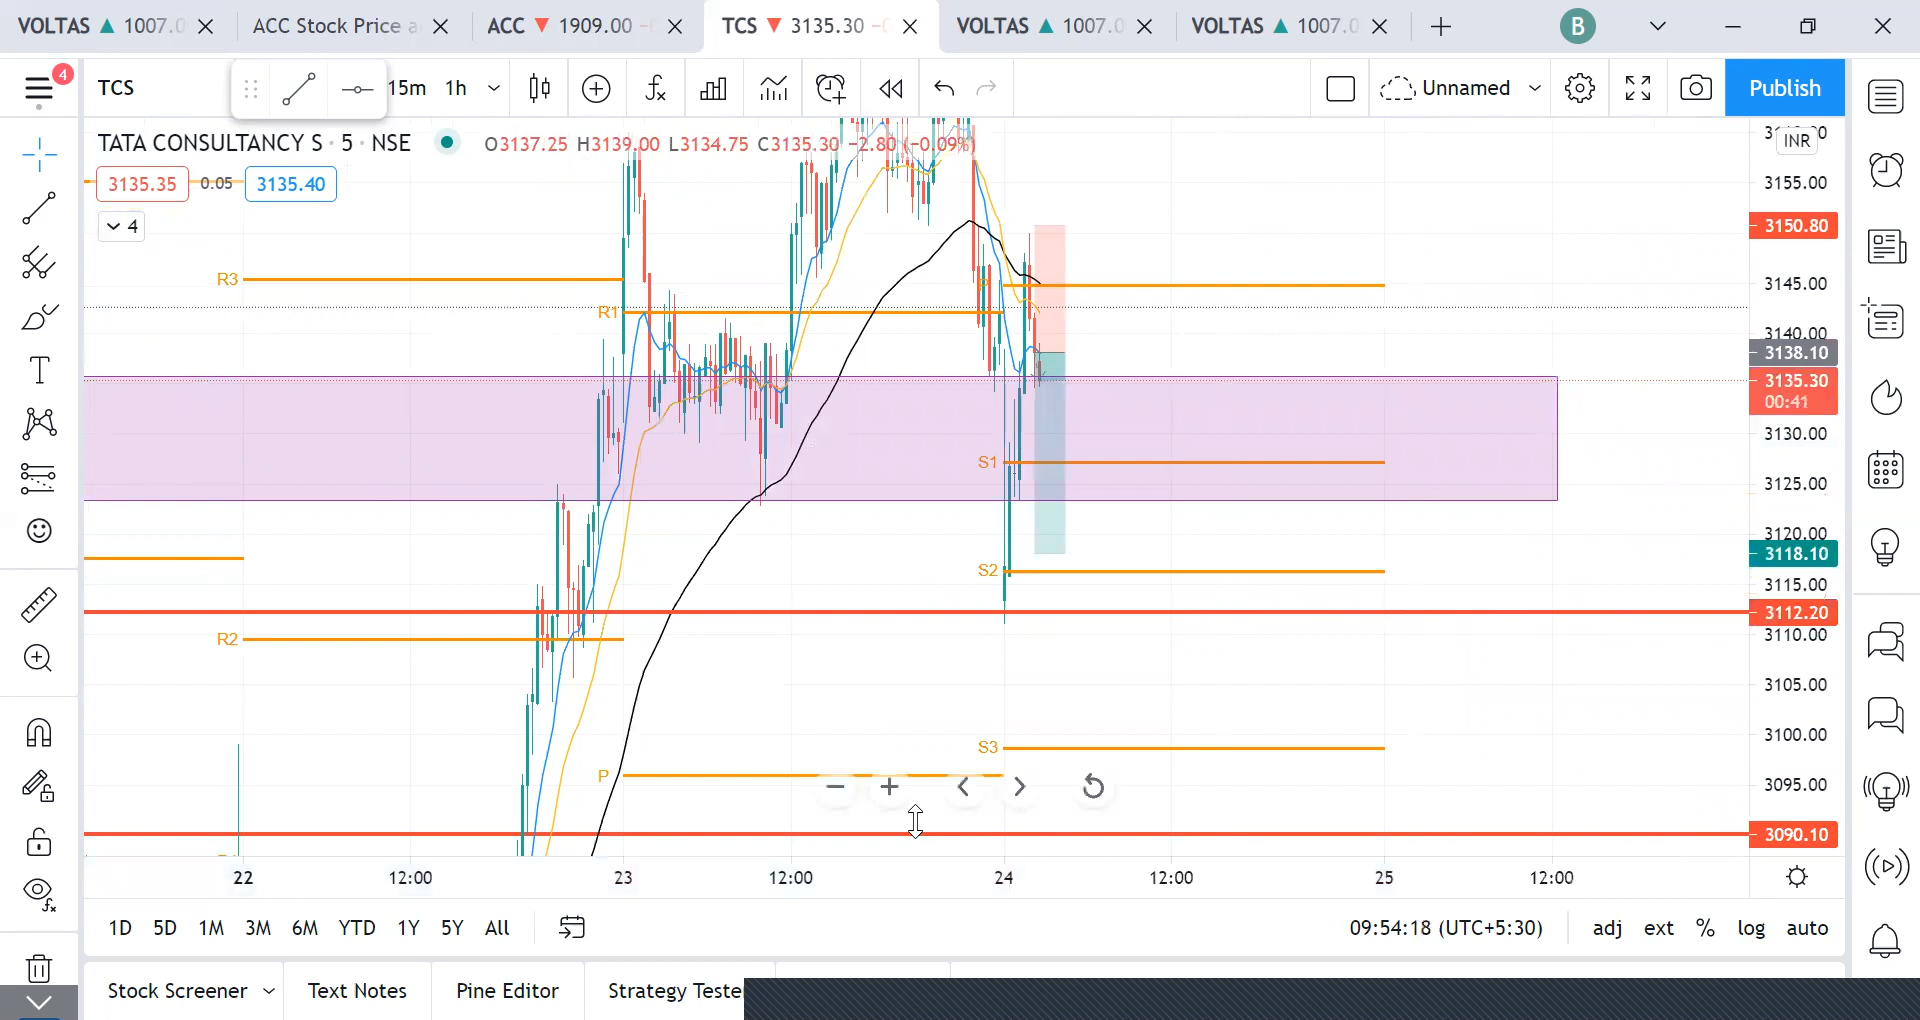 VOLTAS ▲ 1007.0
ACC Stock Price a
ACC ▼ 1909.00 −
TCS ▼ 3135.30 −0
VOLTAS ▲ 1007.0
VOLTAS ▲ 1007.0
B
4
TCS
15m
1h
Unnamed
Publish
TATA CONSULTANCY S · 5 · NSE
O3137.25 H3139.00 L3134.75 C3135.30 −2.80 (−0.09%)
INR
3135.35
0.05
3135.40
4
3155.00
3150.80
3145.00
3140.00
3138.10
3135.30
00:41
3130.00
3125.00
3120.00
3118.10
3115.00
3112.20
3110.00
3105.00
3100.00
3095.00
3090.10
R3
R1
S1
S2
R2
S3
P
22
12:00
23
12:00
24
12:00
25
12:00
1D
5D
1M
3M
6M
YTD
1Y
5Y
All
09:54:18 (UTC+5:30)
adj
ext
%
log
auto
Stock Screener
Text Notes
Pine Editor
Strategy Tester